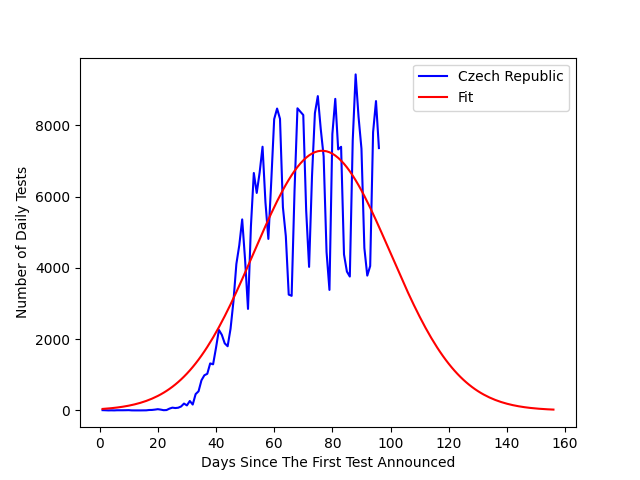 Czech Republic
Fit
8000
6000
4000
2000
0
Number of Daily Tests
0 20 40 60 80 100 120 140 160
Days Since The First Test Announced